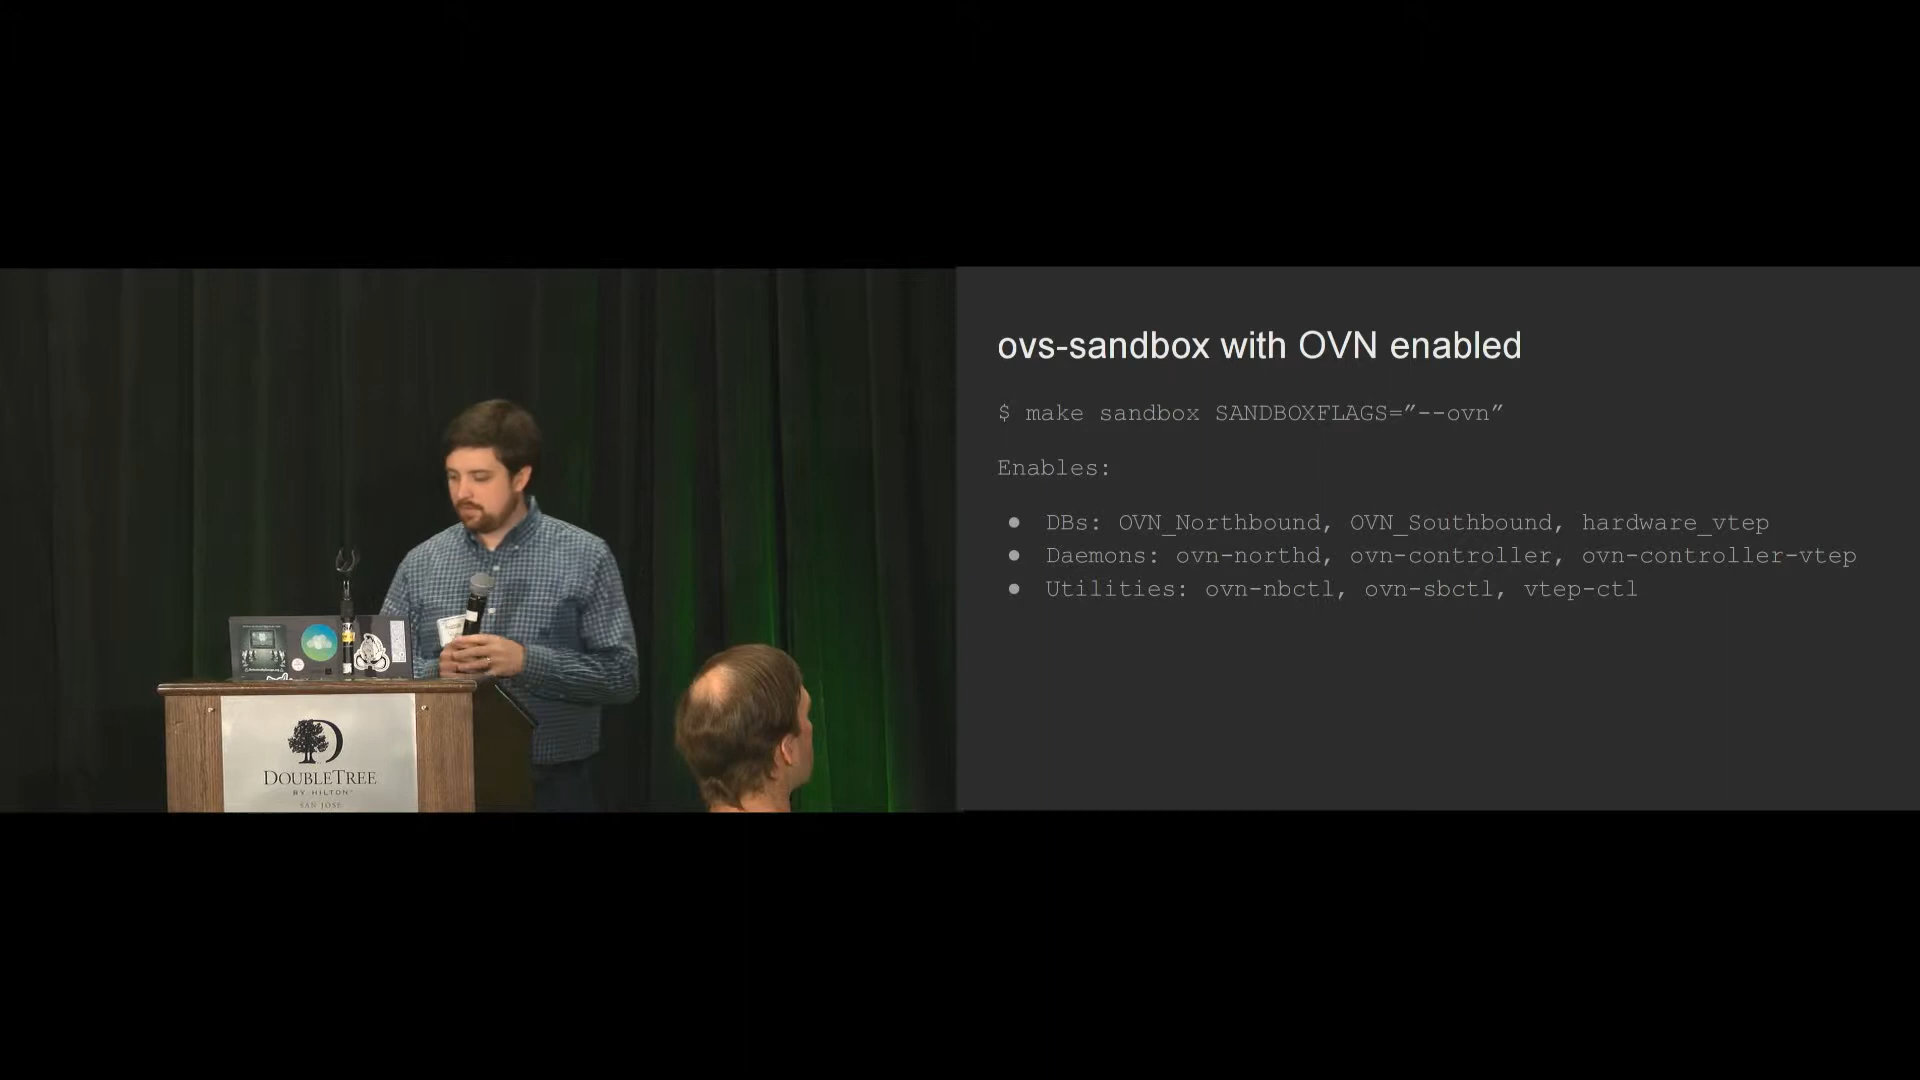 ovs-sandbox with OVN enabled
$ make sandbox SANDBOXFLAGS=”--ovn”
Enables:
● DBs: OVN_Northbound, OVN_Southbound, hardware_vtep
● Daemons: ovn-northd, ovn-controller, ovn-controller-vtep
● Utilities: ovn-nbctl, ovn-sbctl, vtep-ctl
DOUBLETREE
BY HILTON
SAN JOSE